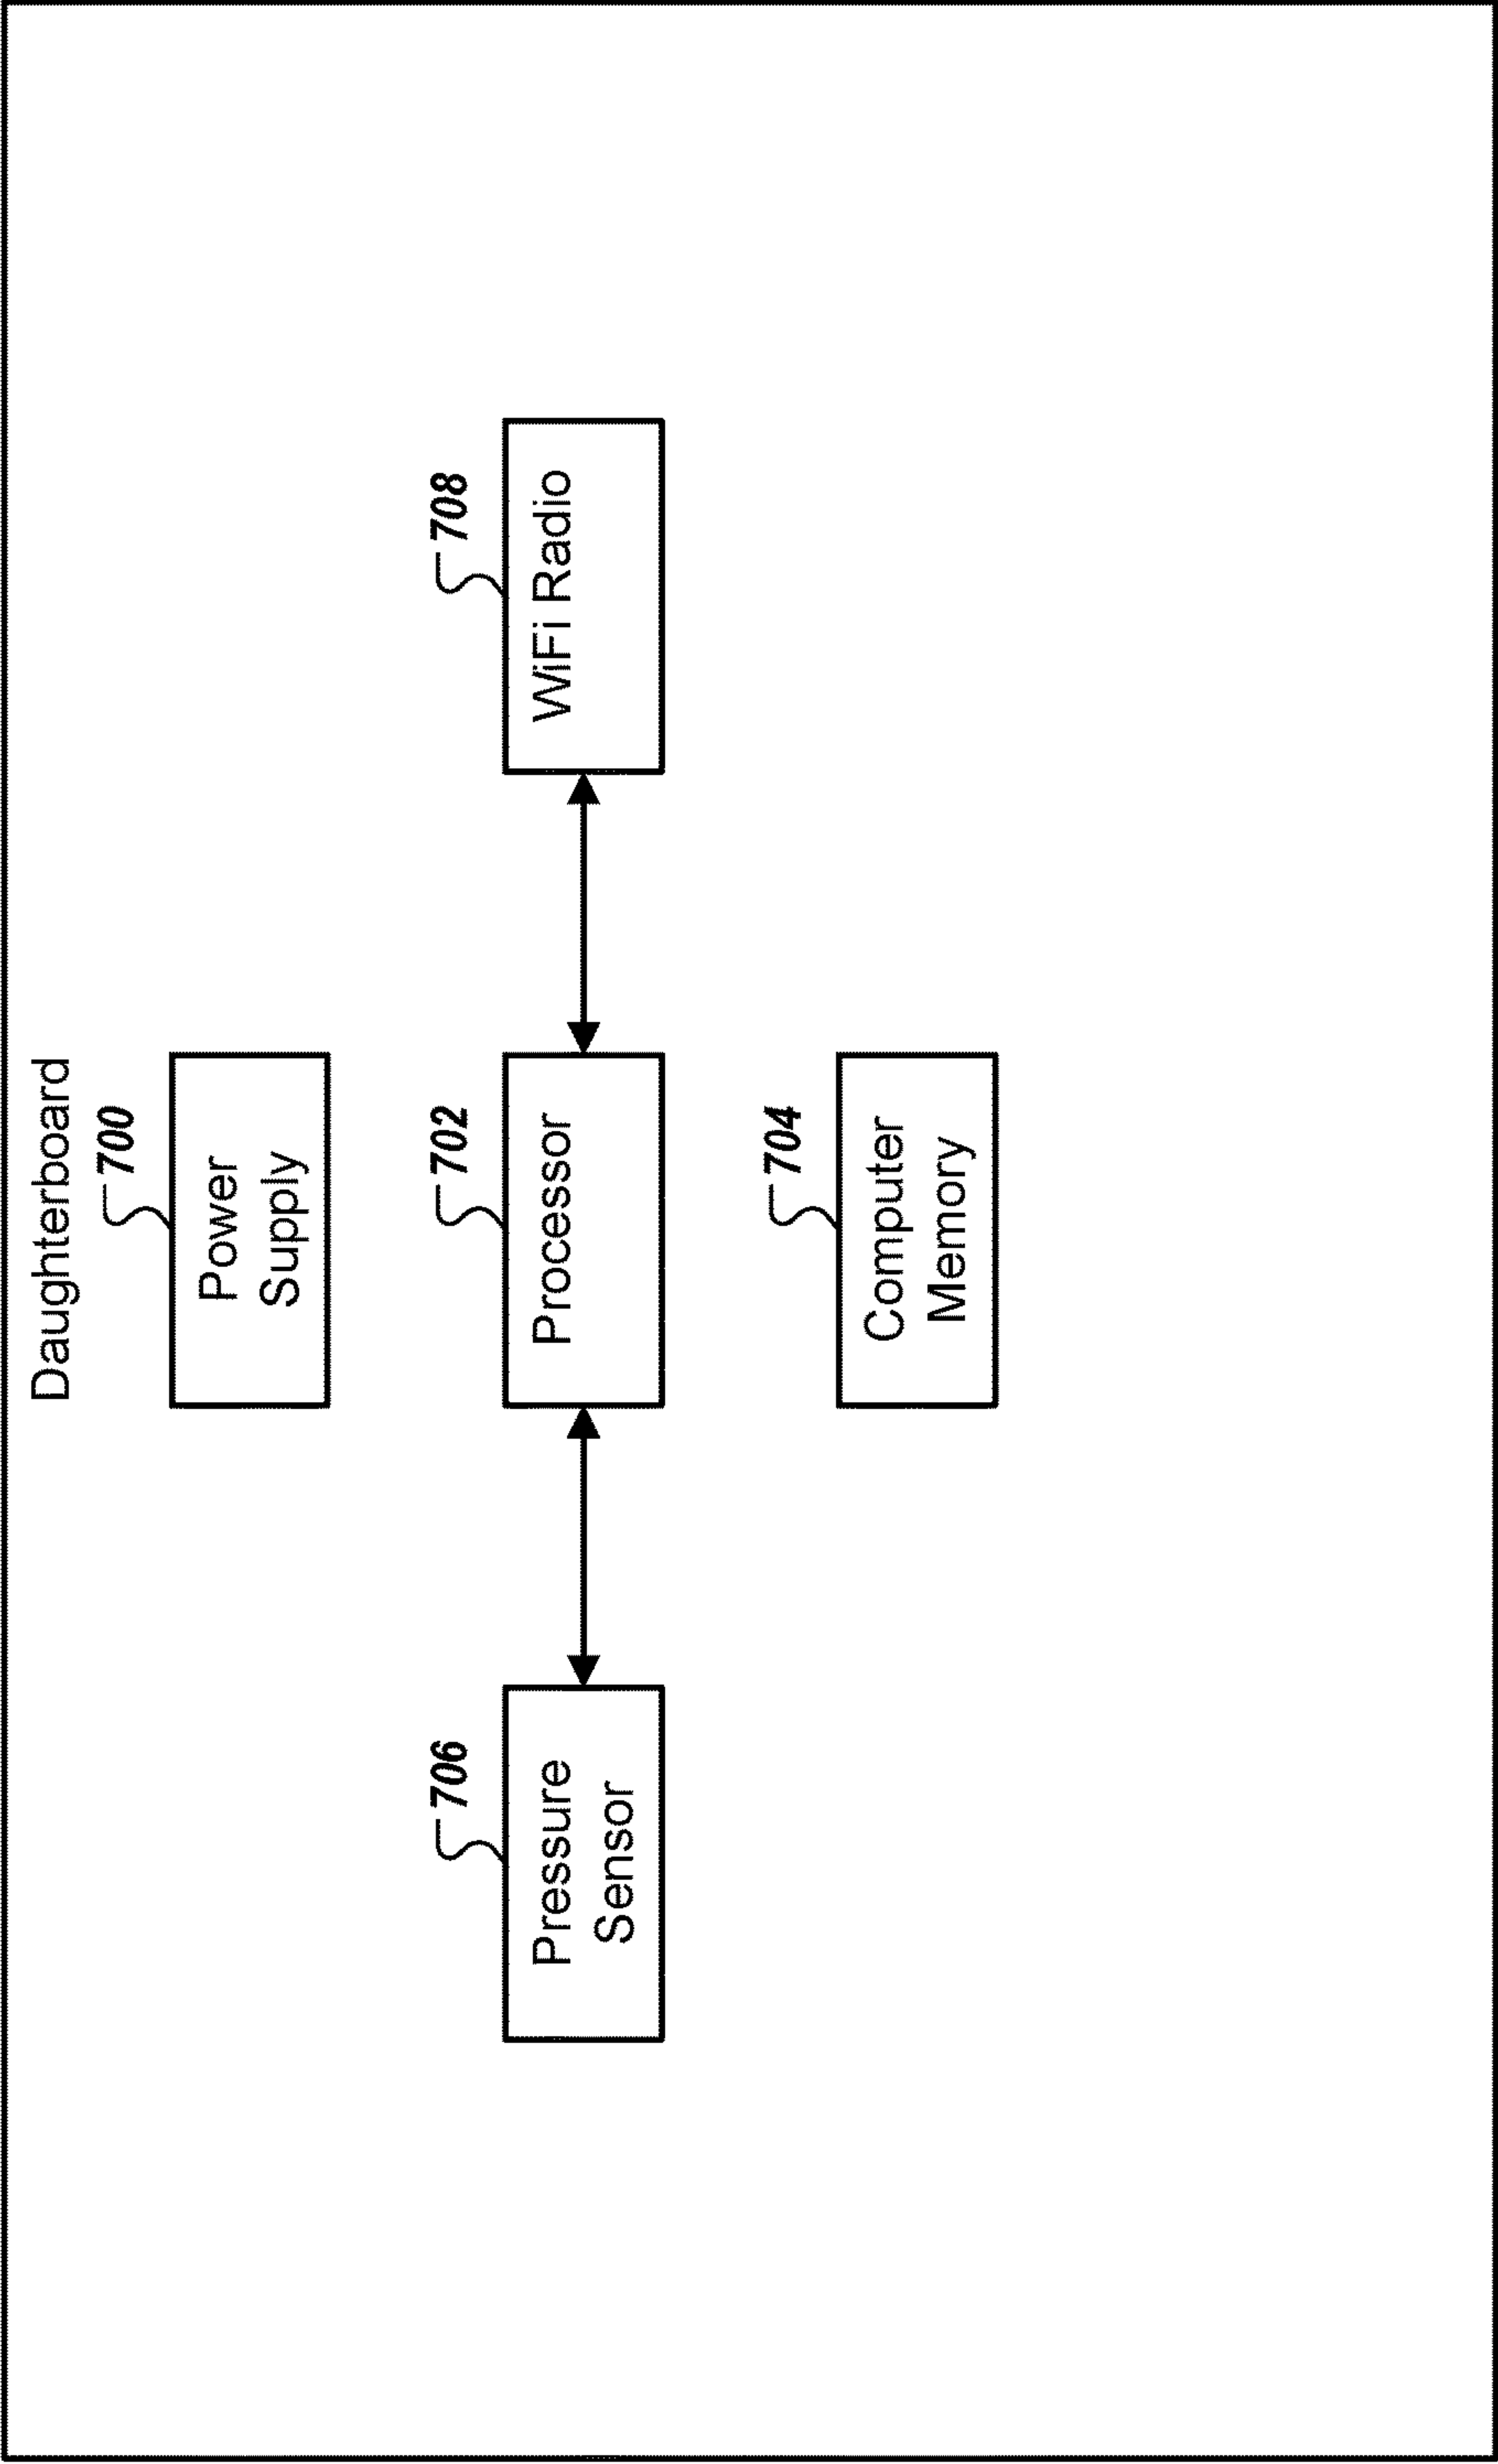 Daughterboard
700
Power
Supply
706
Pressure
Sensor
702
Processor
708
WiFi Radio
704
Computer
Memory